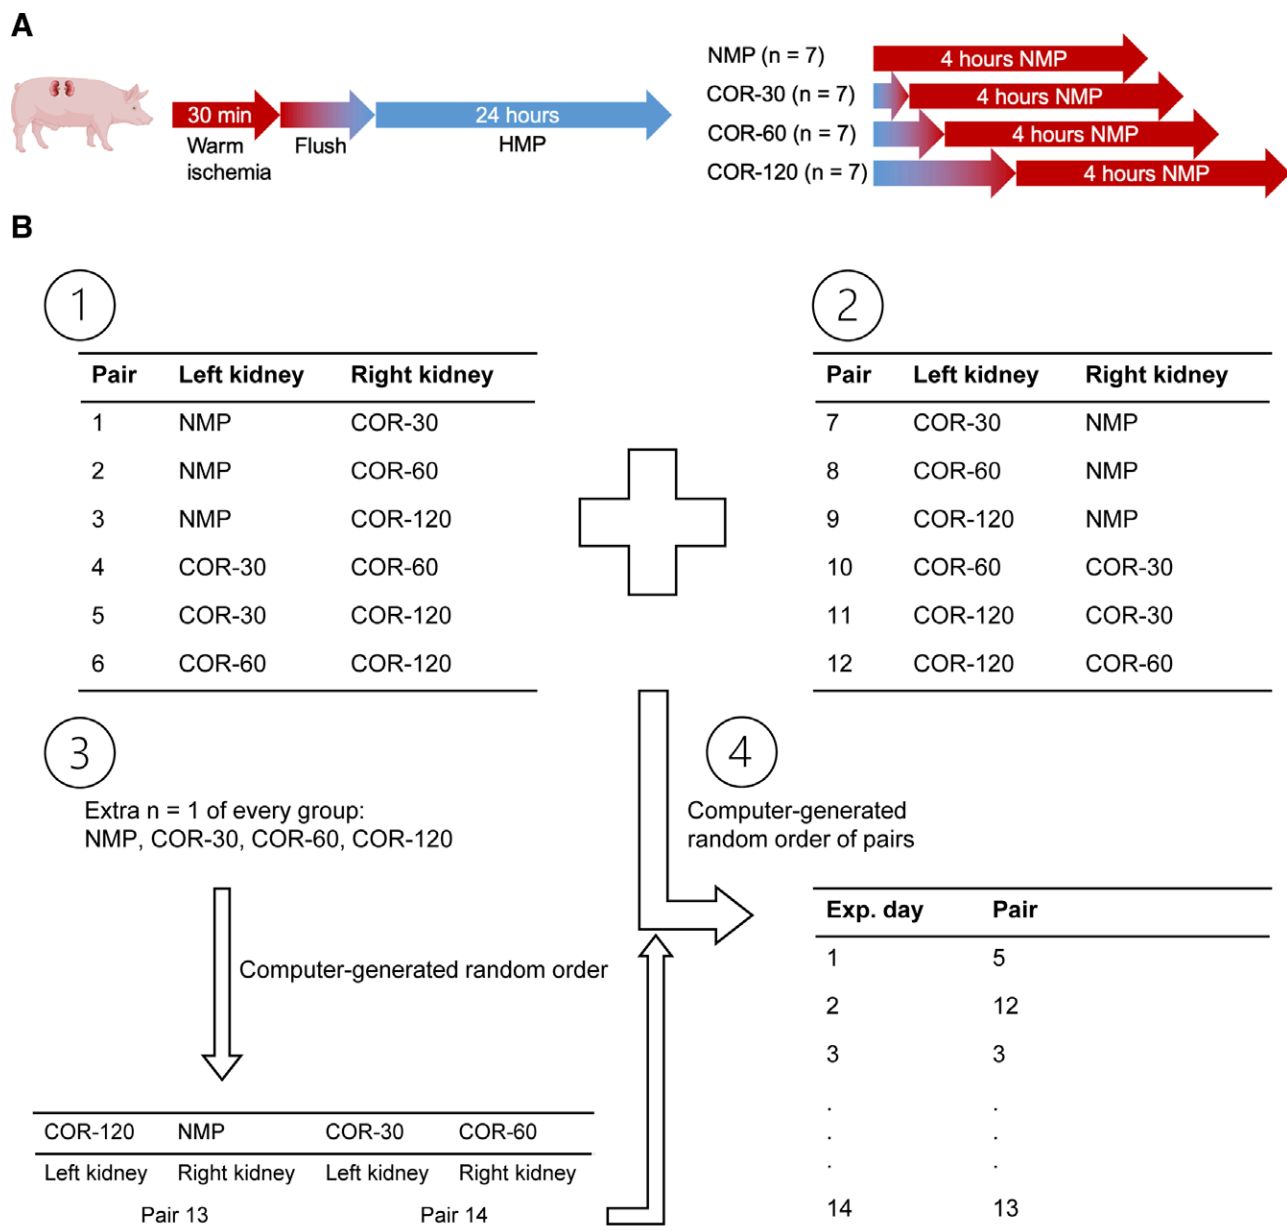 A
30 min
Warm ischemia
Flush
24 hours
HMP
NMP (n = 7)
4 hours NMP
COR-30 (n = 7)
4 hours NMP
COR-60 (n = 7)
4 hours NMP
COR-120 (n = 7)
4 hours NMP
B
1
Pair Left kidney Right kidney
1 NMP COR-30
2 NMP COR-60
3 NMP COR-120
4 COR-30 COR-60
5 COR-30 COR-120
6 COR-60 COR-120
2
Pair Left kidney Right kidney
7 COR-30 NMP
8 COR-60 NMP
9 COR-120 NMP
10 COR-60 COR-30
11 COR-120 COR-30
12 COR-120 COR-60
3
Extra n = 1 of every group:
NMP, COR-30, COR-60, COR-120
Computer-generated random order
COR-120 NMP COR-30 COR-60
Left kidney Right kidney Left kidney Right kidney
Pair 13 Pair 14
4
Computer-generated
random order of pairs
Exp. day Pair
1 5
2 12
3 3
. .
. .
. .
14 13